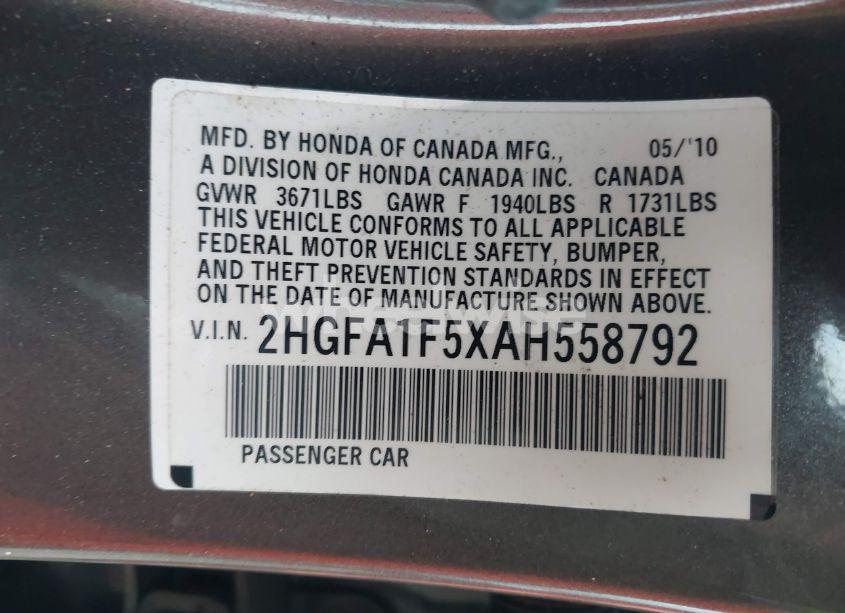 MFD. BY HONDA OF CANADA MFG., 05/'10
A DIVISION OF HONDA CANADA INC. CANADA
GVWR 3671LBS GAWR F 1940LBS R 1731LBS
THIS VEHICLE CONFORMS TO ALL APPLICABLE
FEDERAL MOTOR VEHICLE SAFETY, BUMPER,
AND THEFT PREVENTION STANDARDS IN EFFECT
ON THE DATE OF MANUFACTURE SHOWN ABOVE.
V.I.N. 2HGFA1F5XAH558792
PASSENGER CAR